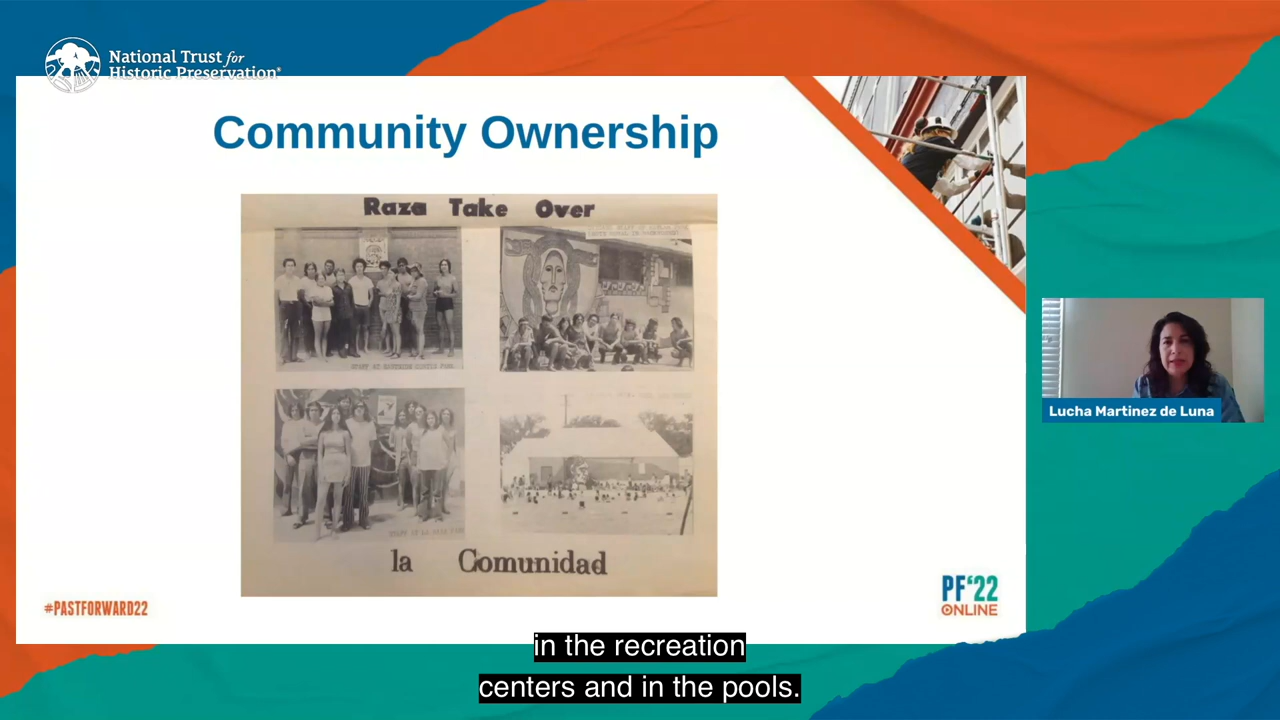 National Trust for
Historic Preservation®
Community Ownership
Raza Take Over
la Comunidad
Lucha Martinez de Luna
#PASTFORWARD22
PF'22
ONLINE
in the recreation
centers and in the pools.